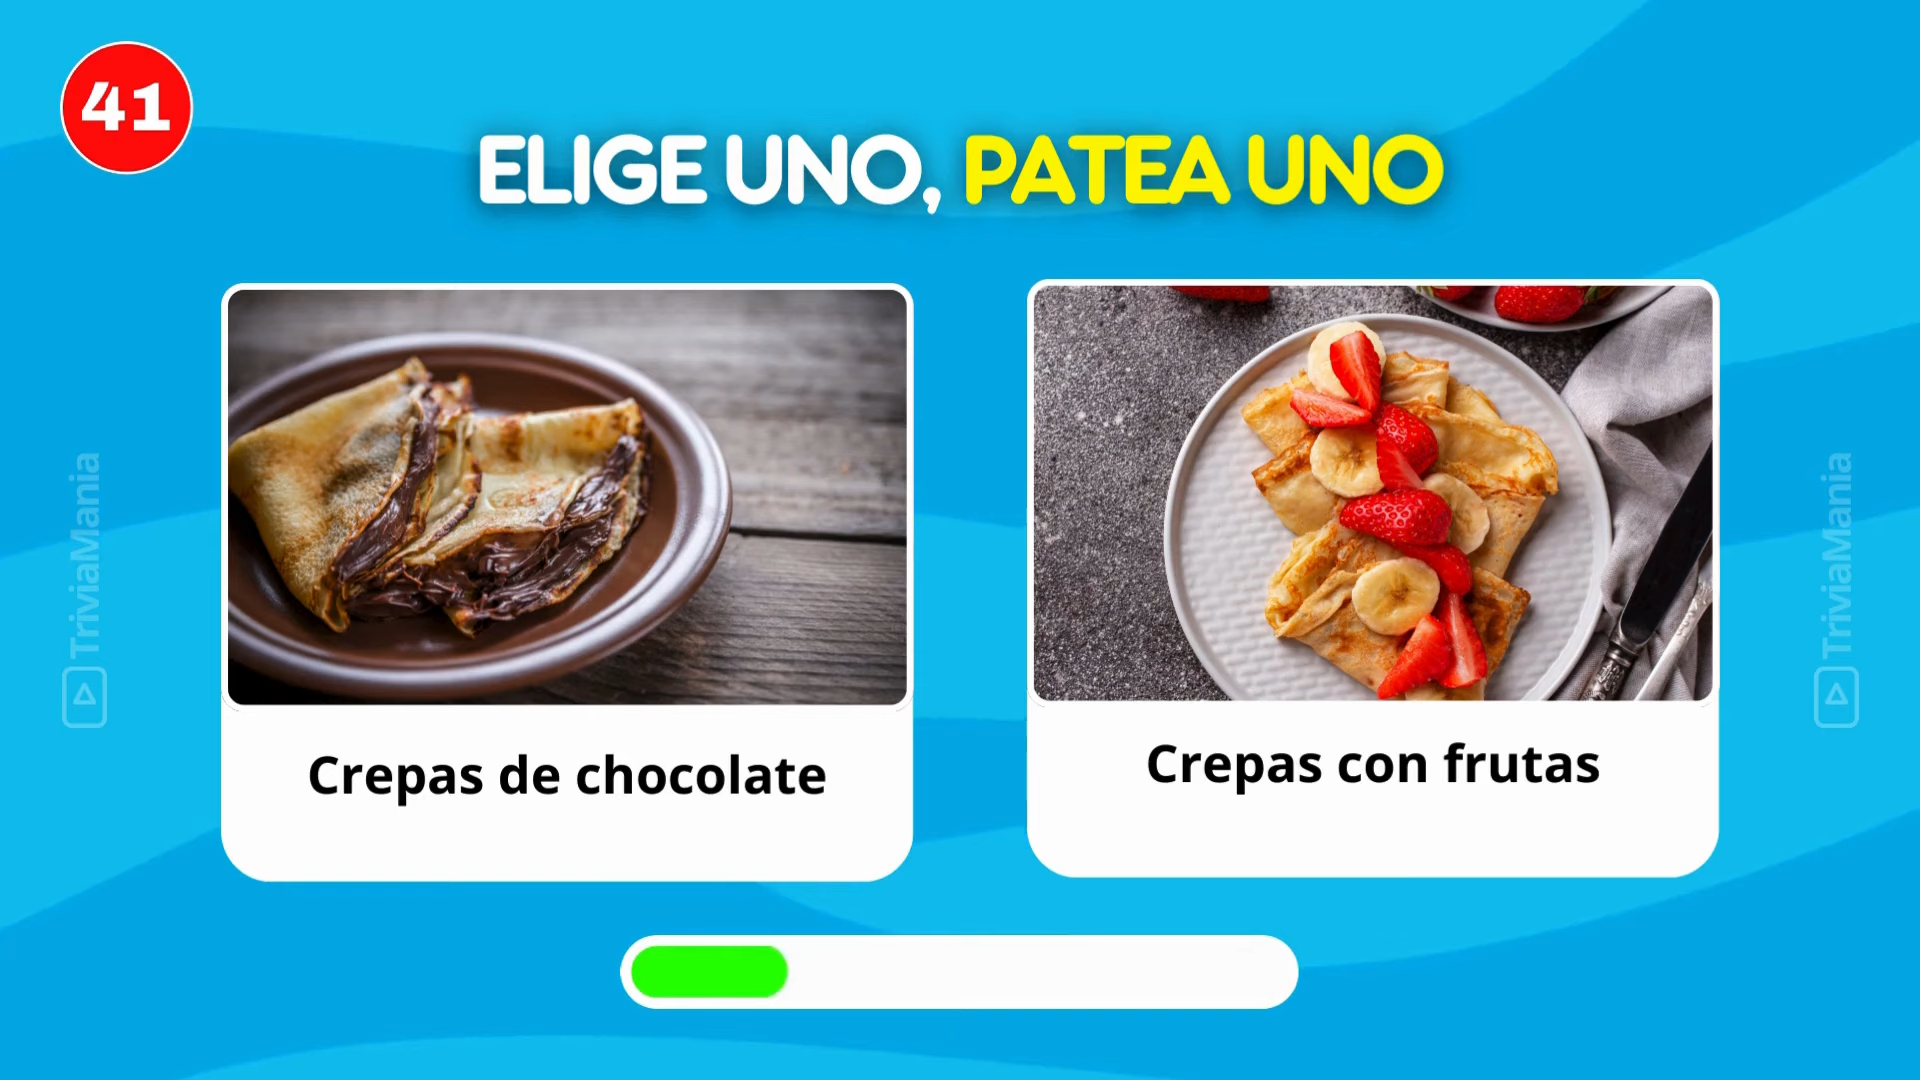 41
ELIGE UNO, PATEA UNO
Crepas de chocolate
Crepas con frutas
TriviaMania
TriviaMania